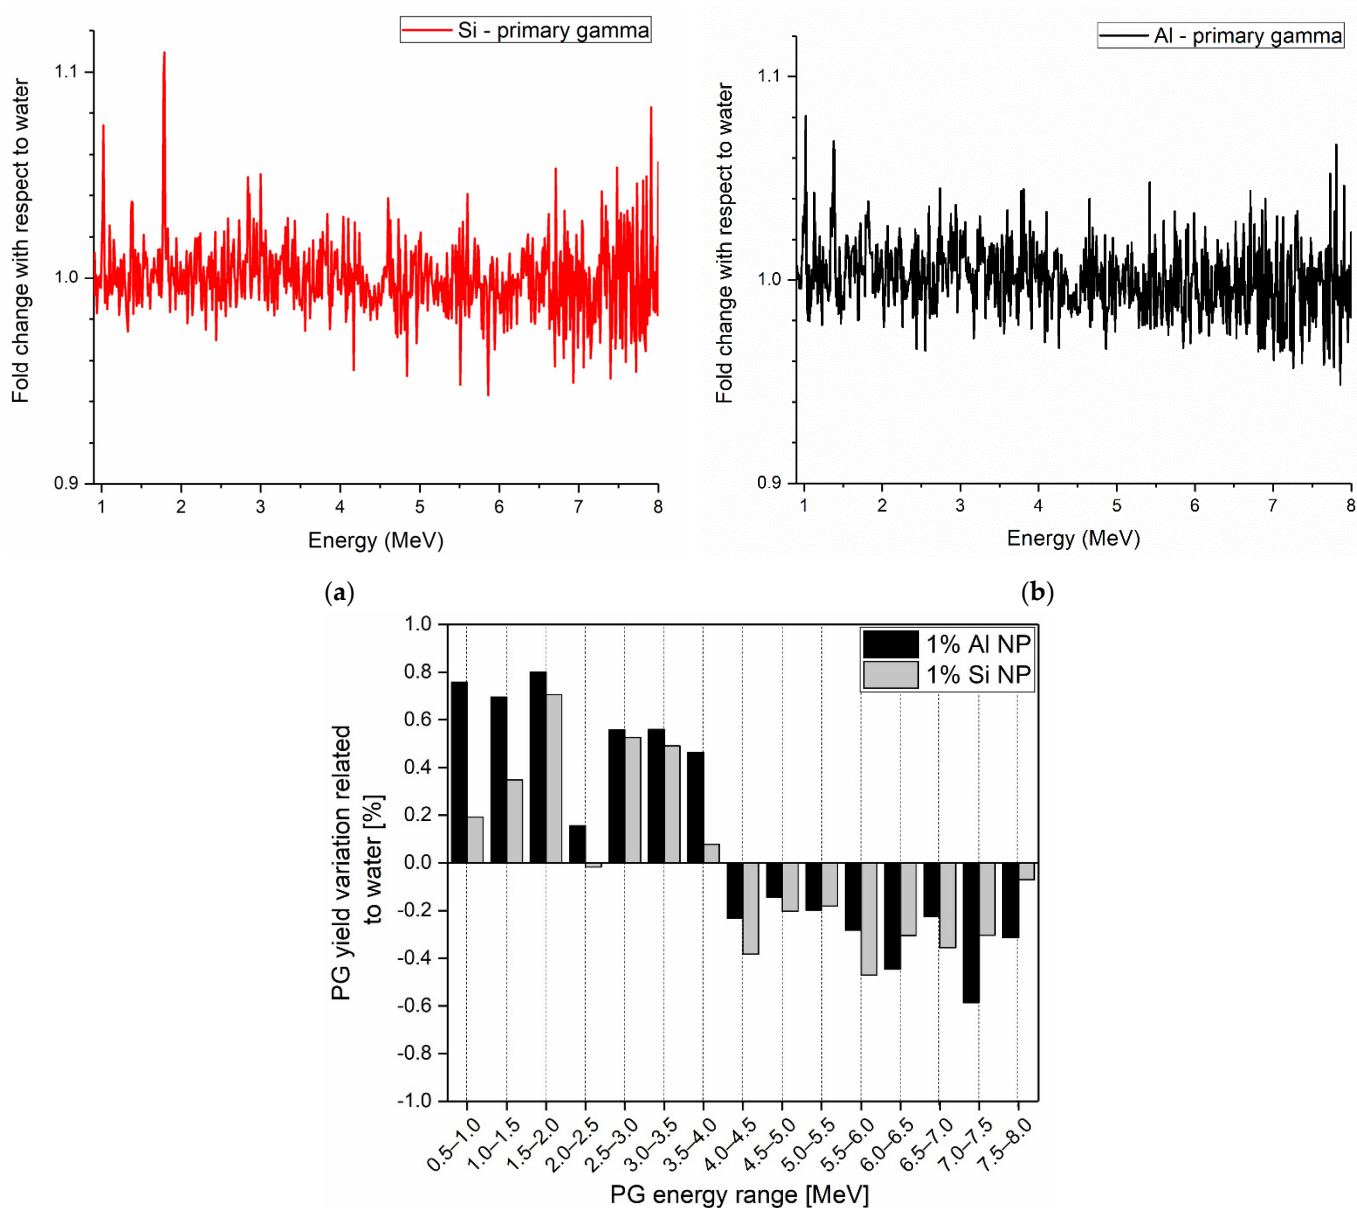 Si - primary gamma
Fold change with respect to water
1.1
1.0
0.9
1 2 3 4 5 6 7 8
Energy (MeV)
(a)
Al - primary gamma
Fold change with respect to water
1.1
1.0
0.9
1 2 3 4 5 6 7 8
Energy (MeV)
(b)
1% Al NP
1% Si NP
PG yield variation related
to water [%]
1.0
0.8
0.6
0.4
0.2
0.0
-0.2
-0.4
-0.6
-0.8
-1.0
0.5–1.0
1.0–1.5
1.5–2.0
2.0–2.5
2.5–3.0
3.0–3.5
3.5–4.0
4.0–4.5
4.5–5.0
5.0–5.5
5.5–6.0
6.0–6.5
6.5–7.0
7.0–7.5
7.5–8.0
PG energy range [MeV]